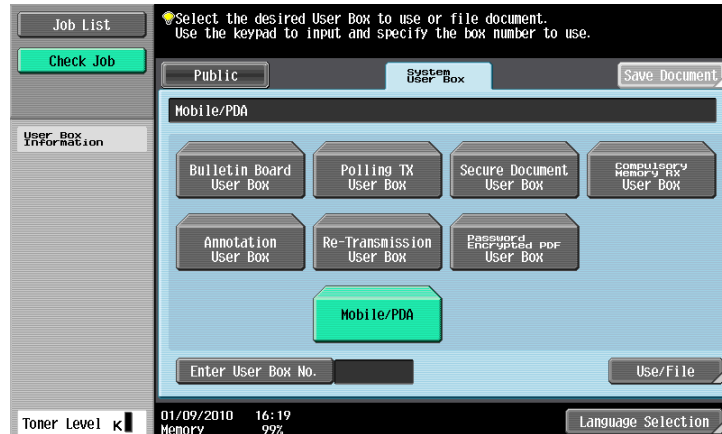 Job List
Check Job
Select the desired User Box to use or file document.
Use the keypad to input and specify the box number to use.
Public
System
User Box
Save Document
Mobile/PDA
User Box
Information
Bulletin Board
User Box
Polling TX
User Box
Secure Document
User Box
Compulsory
Memory RX
User Box
Annotation
User Box
Re-Transmission
User Box
Password
Encrypted PDF
User Box
Mobile/PDA
Enter User Box No.
Use/File
Toner Level K
01/09/2010 16:19
Memory 99%
Language Selection